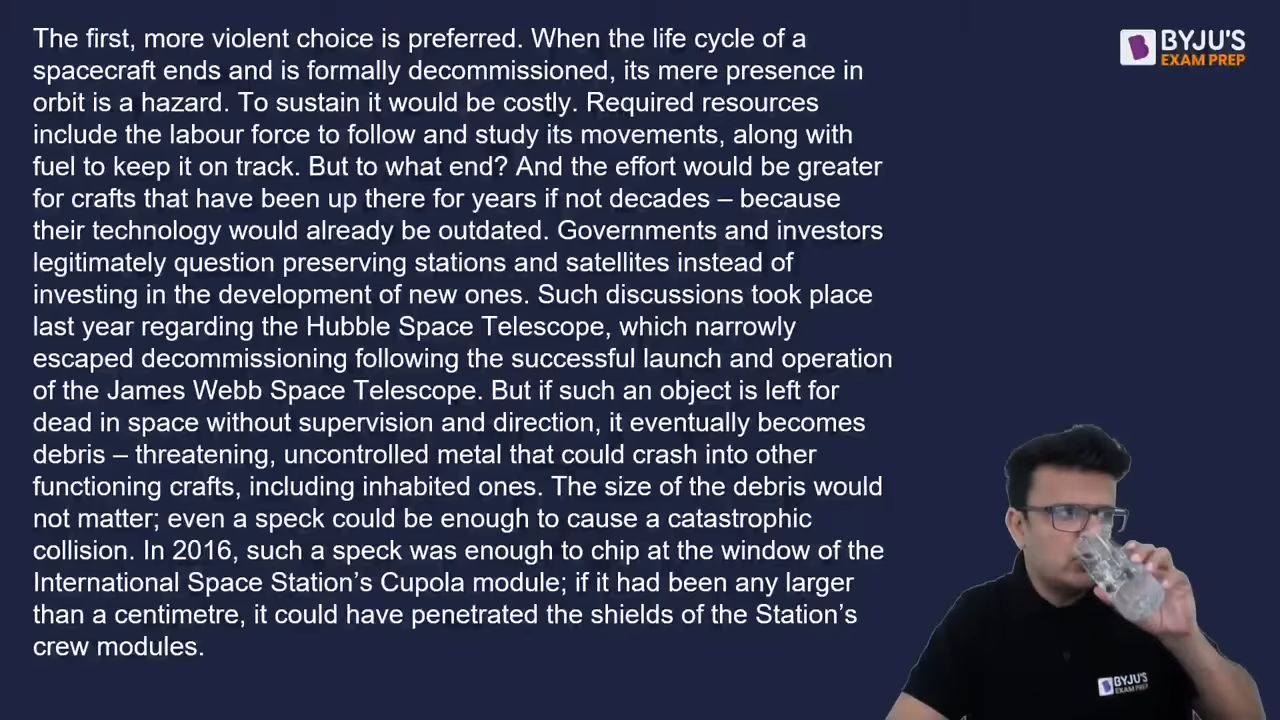 The first, more violent choice is preferred. When the life cycle of a
spacecraft ends and is formally decommissioned, its mere presence in
orbit is a hazard. To sustain it would be costly. Required resources
include the labour force to follow and study its movements, along with
fuel to keep it on track. But to what end? And the effort would be greater
for crafts that have been up there for years if not decades – because
their technology would already be outdated. Governments and investors
legitimately question preserving stations and satellites instead of
investing in the development of new ones. Such discussions took place
last year regarding the Hubble Space Telescope, which narrowly
escaped decommissioning following the successful launch and operation
of the James Webb Space Telescope. But if such an object is left for
dead in space without supervision and direction, it eventually becomes
debris – threatening, uncontrolled metal that could crash into other
functioning crafts, including inhabited ones. The size of the debris would
not matter; even a speck could be enough to cause a catastrophic
collision. In 2016, such a speck was enough to chip at the window of the
International Space Station’s Cupola module; if it had been any larger
than a centimetre, it could have penetrated the shields of the Station’s
crew modules.
B BYJU'S
EXAM PREP
B BYJU'S
EXAM PREP